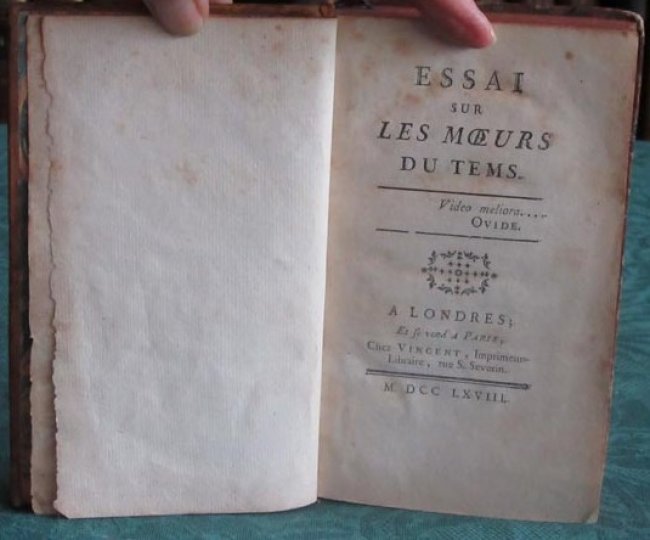 ESSAI
SUR
LES MŒURS
DU TEMS.
Video meliora....
OVIDE.
A LONDRES;
Et se vend A PARIS,
Chez VINCENT, Imprimeur-
Libraire, rue S. Severin.
M. DCC LXVIII.